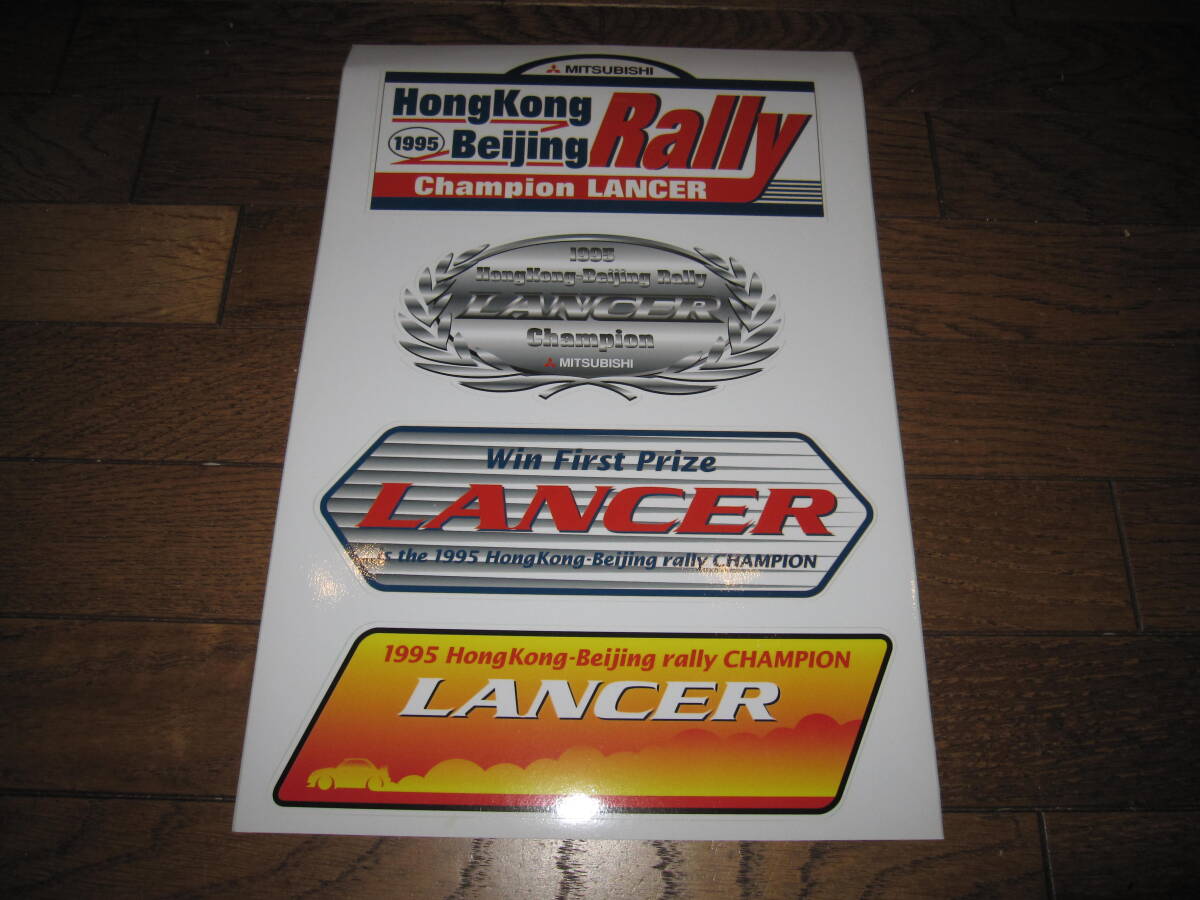 MITSUBISHI
HongKong
1995 Beijing Rally
Champion LANCER
1995
HongKong-Beijing Rally
LANCER
Champion
MITSUBISHI
Win First Prize
LANCER
the 1995 HongKong-Beijing rally CHAMPION
1995 HongKong-Beijing rally CHAMPION
LANCER